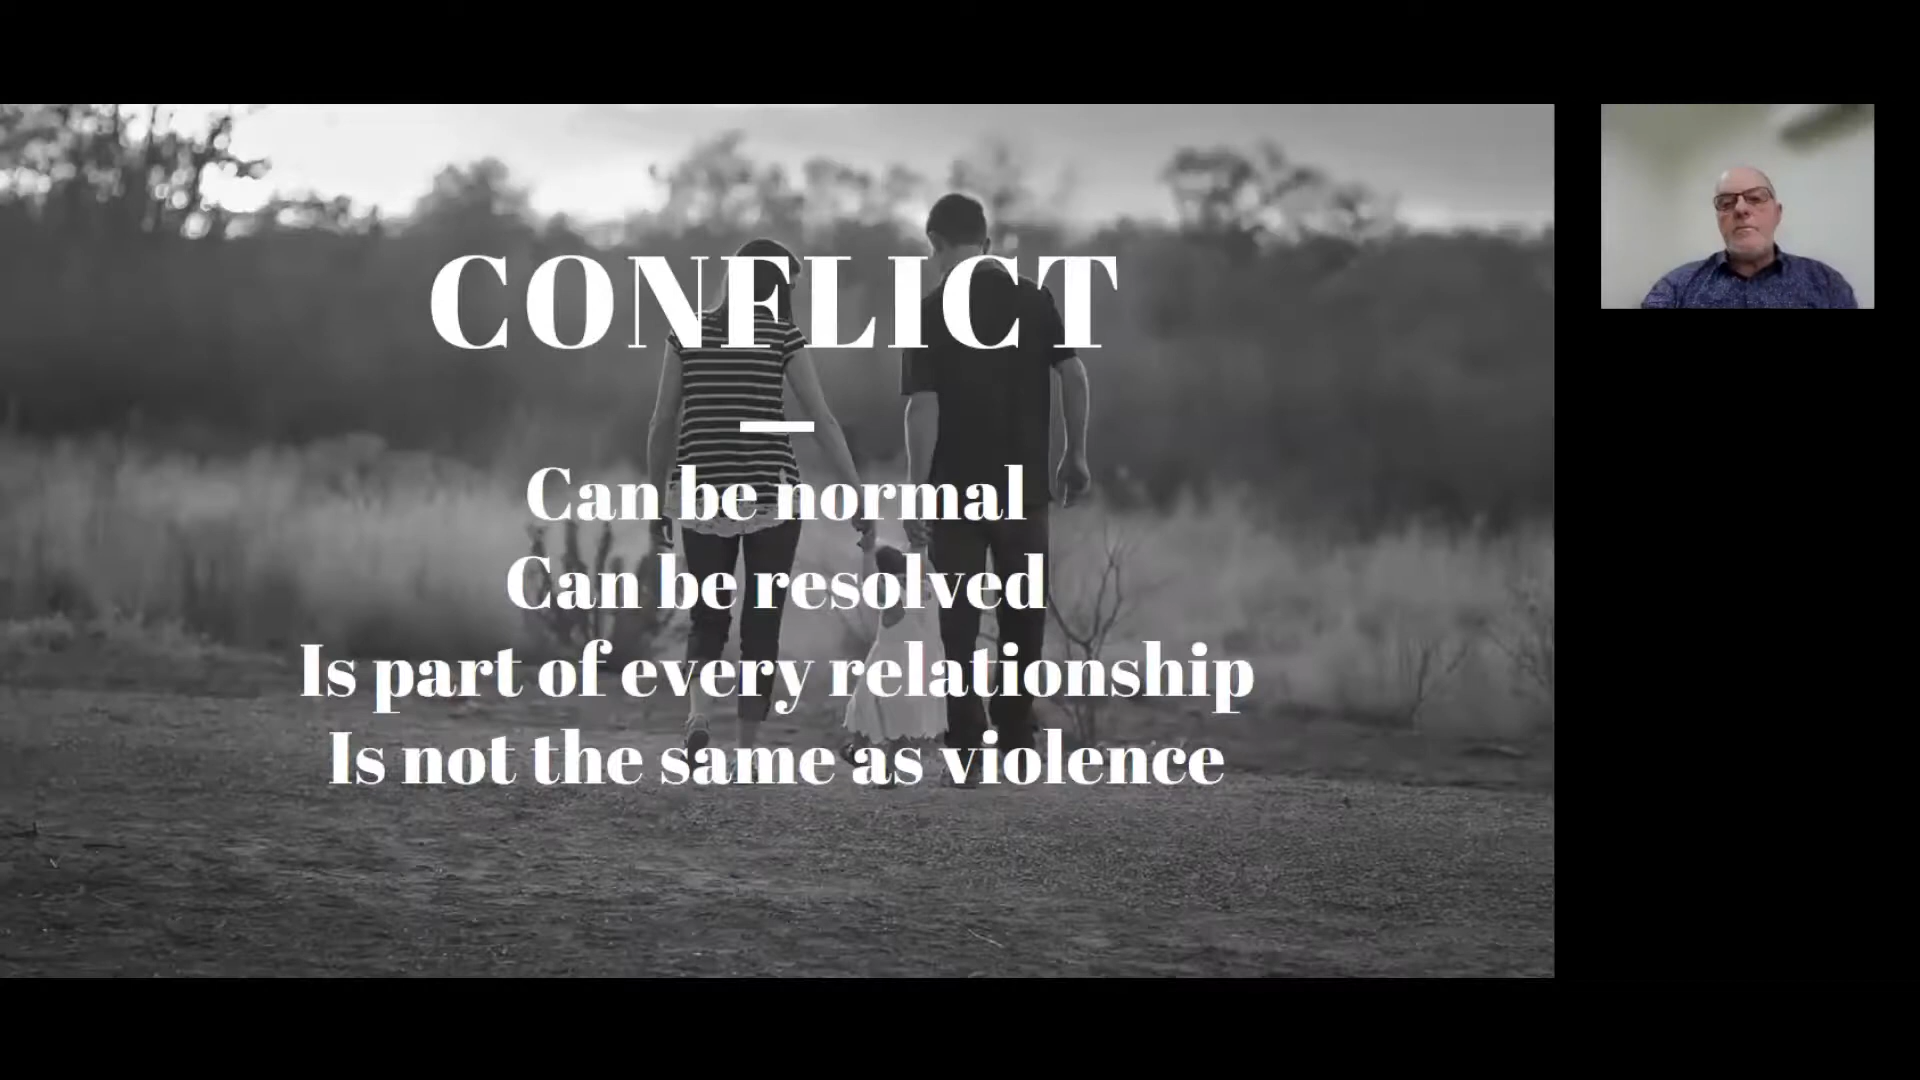 CONFLICT
Can be normal
Can be resolved
Is part of every relationship
Is not the same as violence